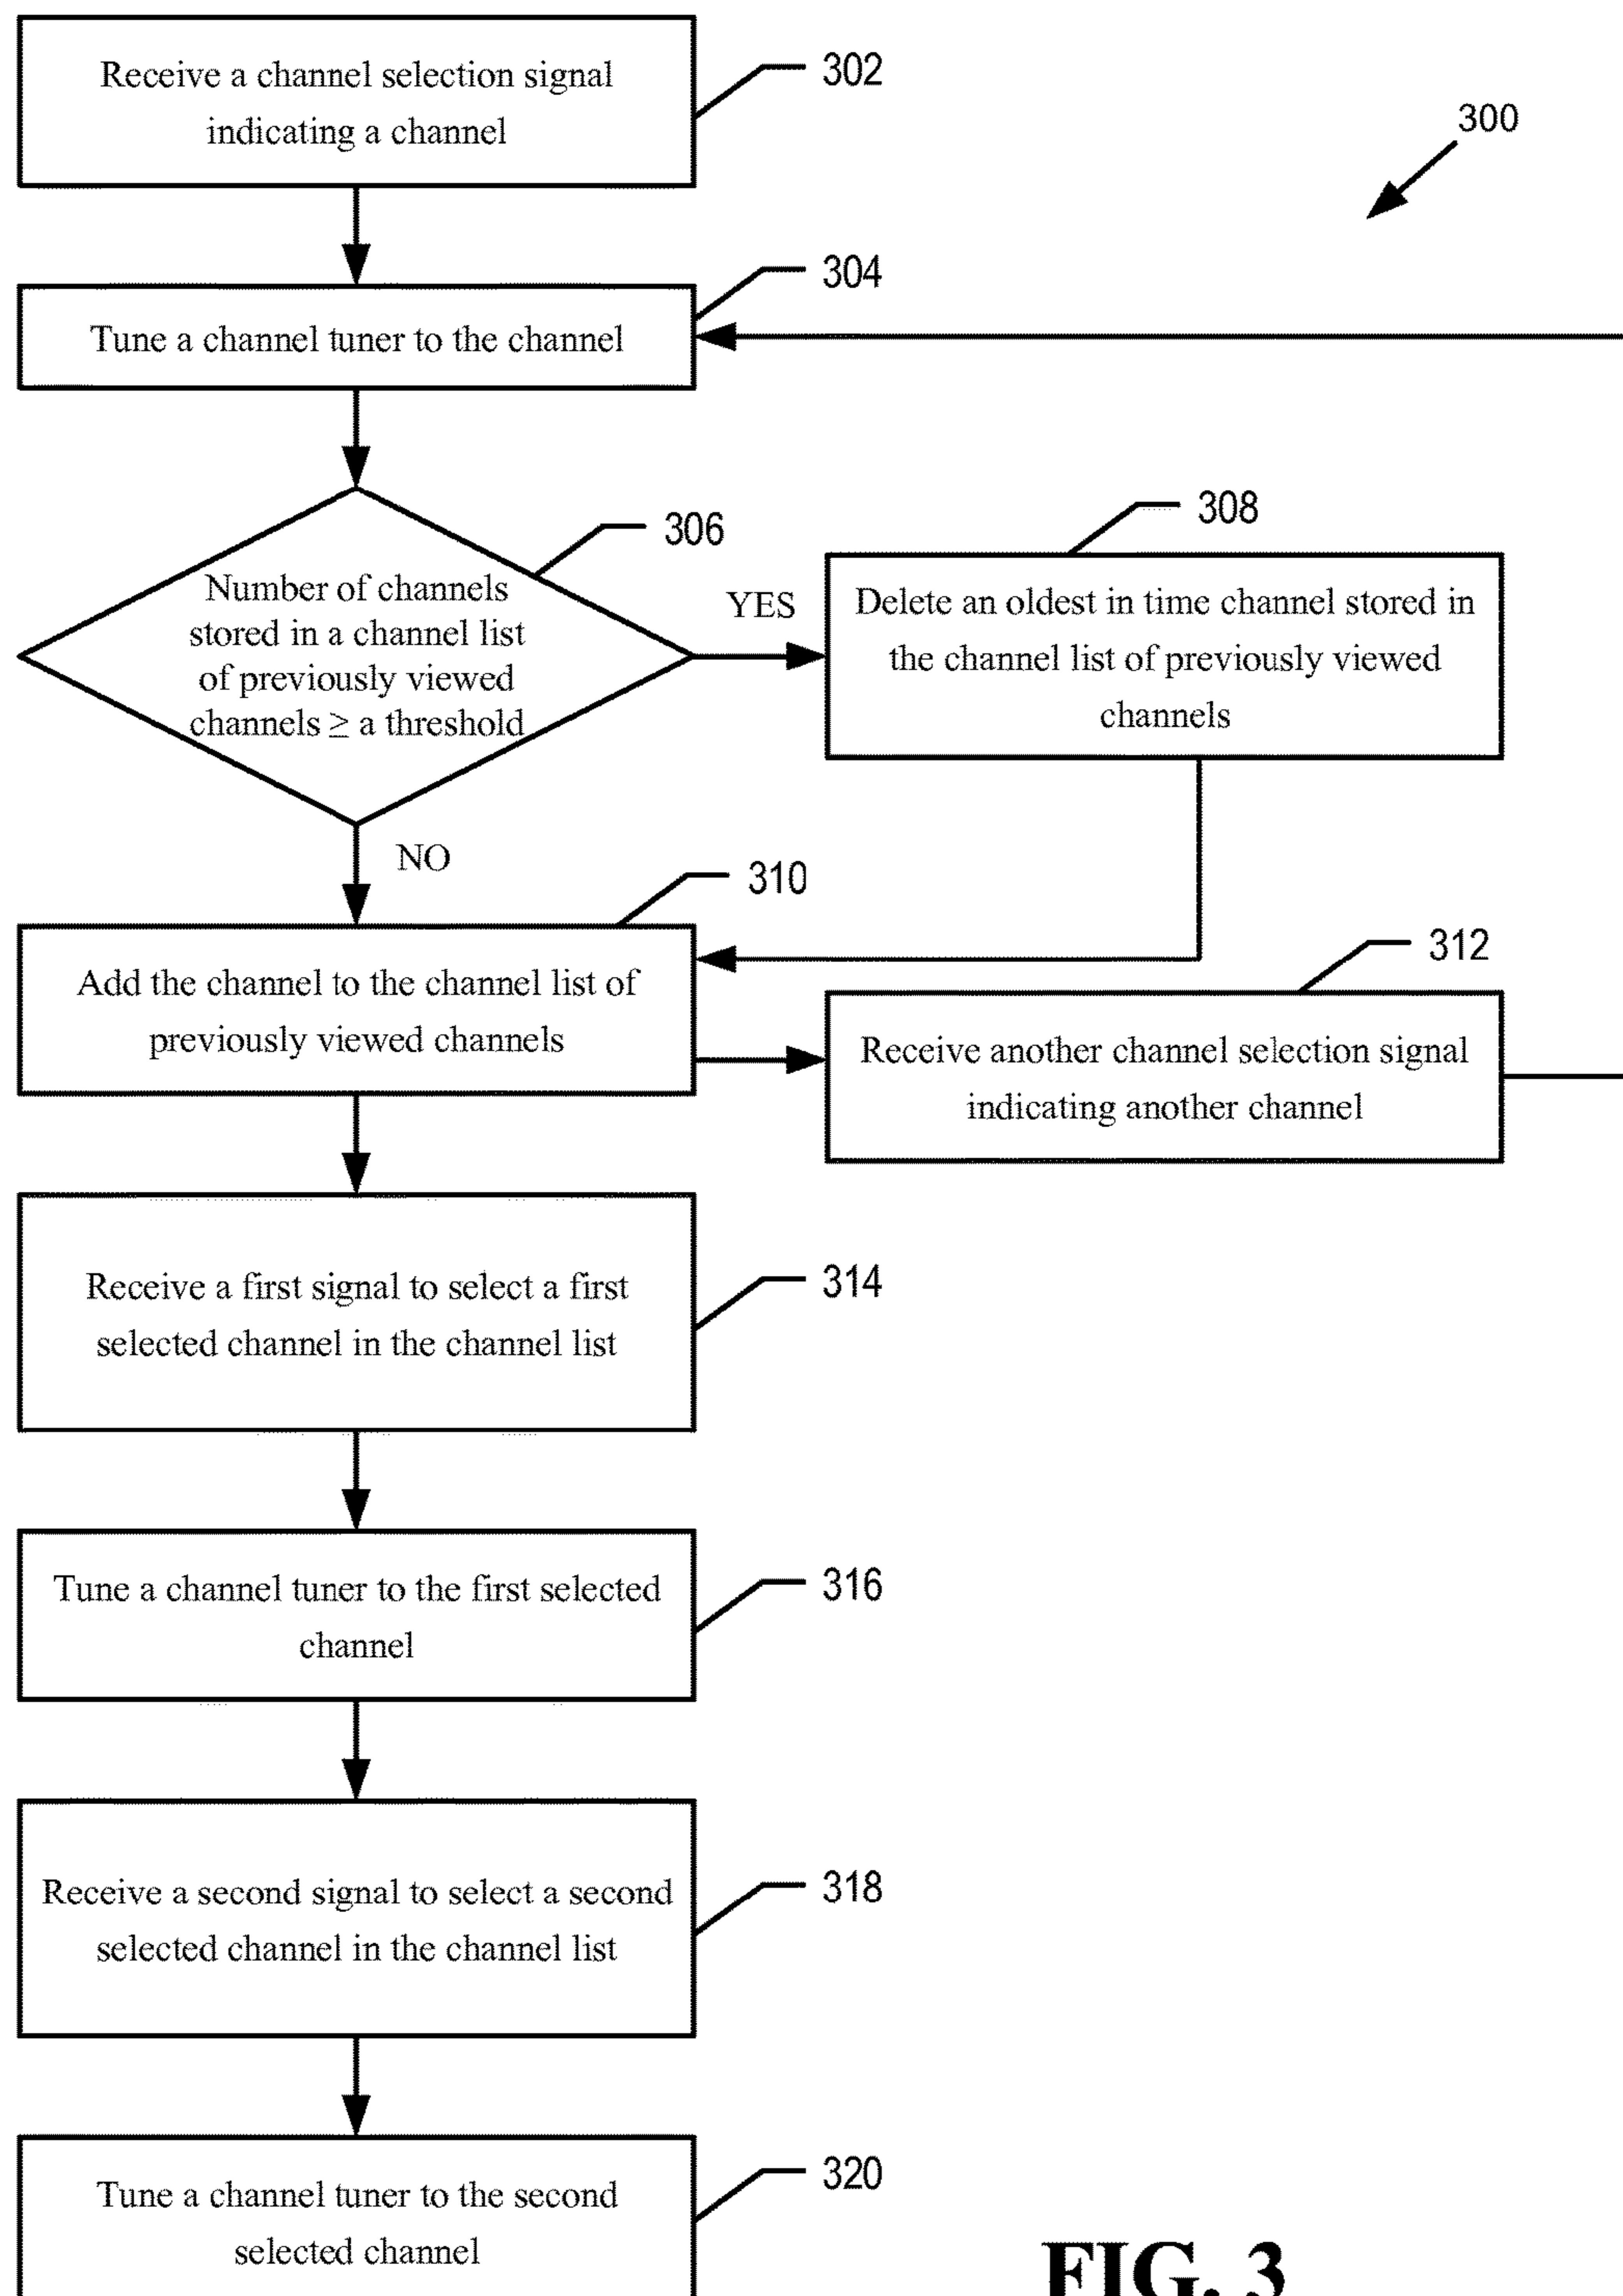 Receive a channel selection signal
indicating a channel
302
300
304
Tune a channel tuner to the channel
306
Number of channels
stored in a channel list
of previously viewed
channels ≥ a threshold
YES
308
Delete an oldest in time channel stored in
the channel list of previously viewed
channels
NO
310
Add the channel to the channel list of
previously viewed channels
312
Receive another channel selection signal
indicating another channel
314
Receive a first signal to select a first
selected channel in the channel list
316
Tune a channel tuner to the first selected
channel
318
Receive a second signal to select a second
selected channel in the channel list
320
Tune a channel tuner to the second
selected channel
FIG. 3